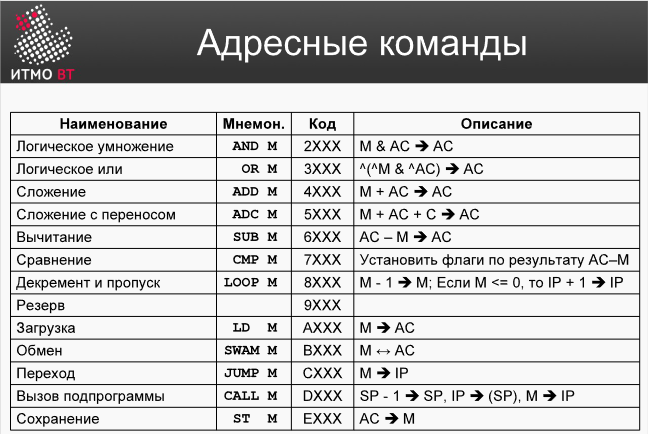 Адресные команды
ИТМО ВТ
Наименование Мнемон. Код Описание
Логическое умножение AND M 2XXX M & AC ➔ AC
Логическое или OR M 3XXX ^(^M & ^AC) ➔ AC
Сложение ADD M 4XXX M + AC ➔ AC
Сложение с переносом ADC M 5XXX M + AC + C ➔ AC
Вычитание SUB M 6XXX AC – M ➔ AC
Сравнение CMP M 7XXX Установить флаги по результату AC–M
Декремент и пропуск LOOP M 8XXX M - 1 ➔ M; Если M <= 0, то IP + 1 ➔ IP
Резерв 9XXX
Загрузка LD M AXXX M ➔ AC
Обмен SWAM M BXXX M ↔ AC
Переход JUMP M CXXX M ➔ IP
Вызов подпрограммы CALL M DXXX SP - 1 ➔ SP, IP ➔ (SP), M ➔ IP
Сохранение ST M EXXX AC ➔ M